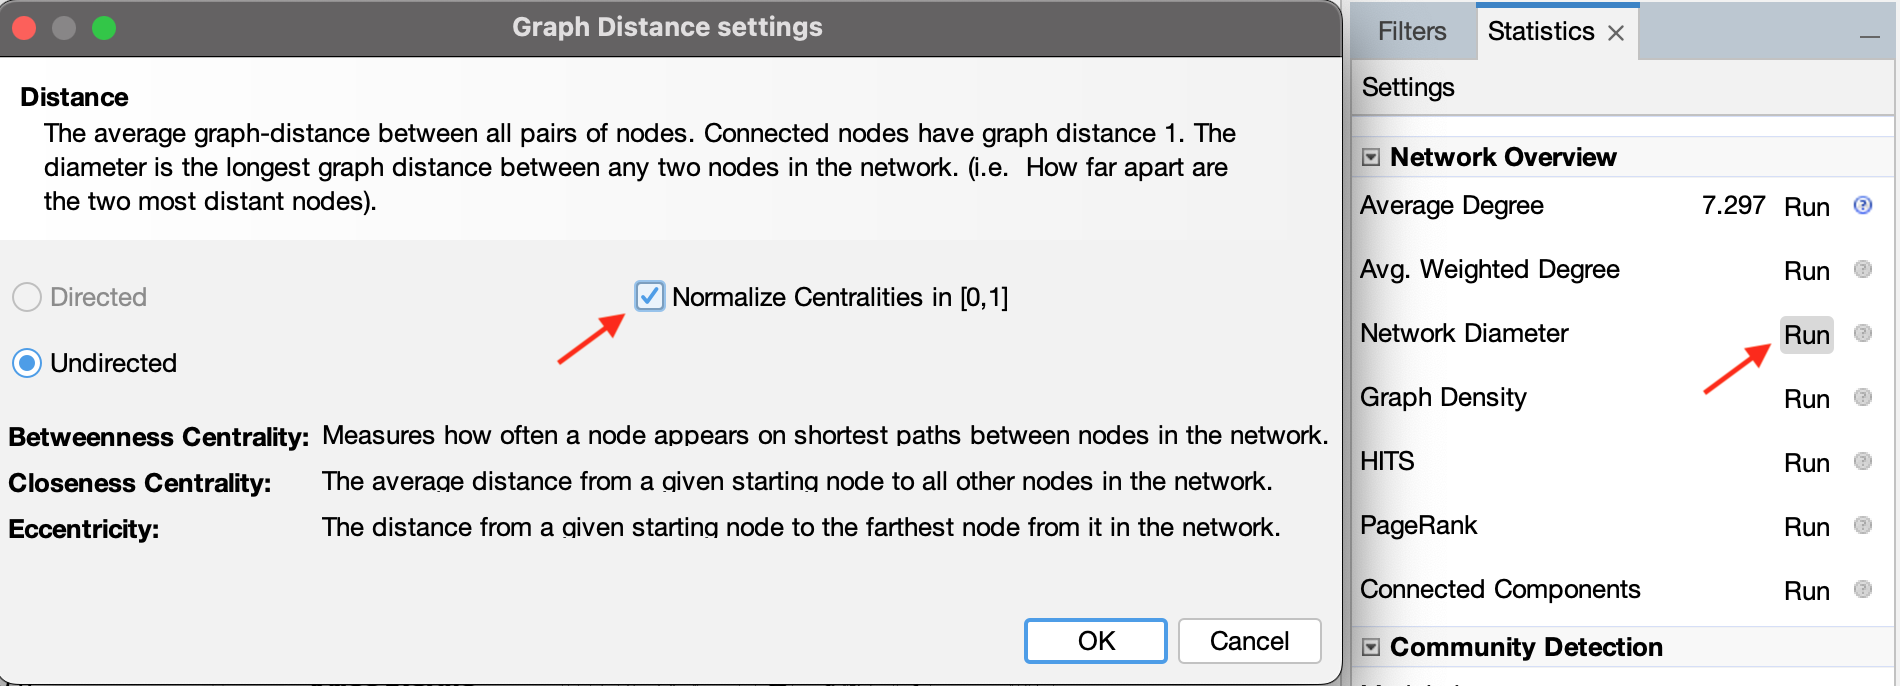 Graph Distance settings
Distance
The average graph-distance between all pairs of nodes. Connected nodes have graph distance 1. The
diameter is the longest graph distance between any two nodes in the network. (i.e.  How far apart are
the two most distant nodes).
Directed
Normalize Centralities in [0,1]
Undirected
Betweenness Centrality: Measures how often a node appears on shortest paths between nodes in the network.
Closeness Centrality: The average distance from a given starting node to all other nodes in the network.
Eccentricity: The distance from a given starting node to the farthest node from it in the network.
OK Cancel
Filters Statistics
Settings
Network Overview
Average Degree 7.297 Run
Avg. Weighted Degree Run
Network Diameter Run
Graph Density Run
HITS Run
PageRank Run
Connected Components Run
Community Detection